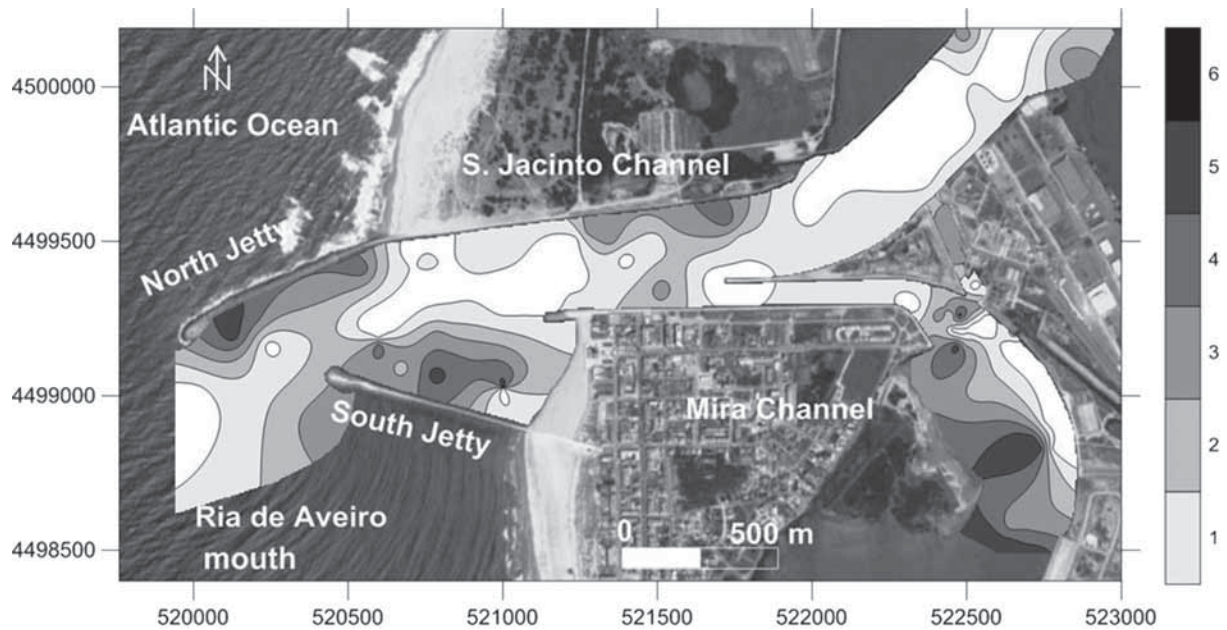 N
Atlantic Ocean
S. Jacinto Channel
North Jetty
South Jetty
Mira Channel
Ria de Aveiro
mouth
0 500 m
4500000
4499500
4499000
4498500
520000 520500 521000 521500 522000 522500 523000
6
5
4
3
2
1